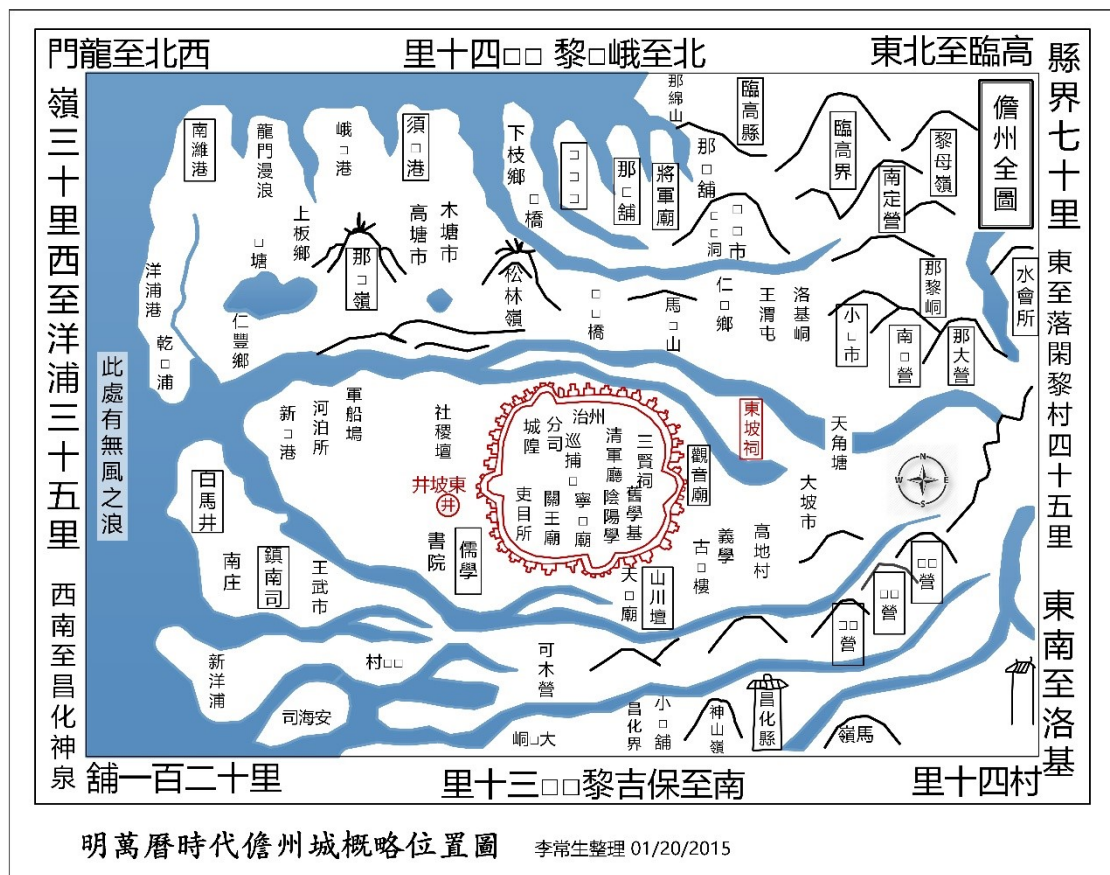 儋州全圖
高臨至北東
里十四□□ 黎□峨至北
門龍至北西
縣界七十里
東至落閑黎村四十五里
東南至洛基
村四十里
里十三□□黎吉保至南
里十二百一舖
嶺三十里西至洋浦三十五里
西南至昌化神泉
南濰港
龍門漫浪
峨□港
須□港
下枝鄉
□橋
那綿山
臨高縣
那□舖
將軍廟
臨高界
黎母嶺
南定營
水會所
上板鄉
□塘
那□嶺
高塘市
木塘市
松林嶺
□□橋
馬□山
□□市
仁□鄉
王渭屯
洛基峒
那黎峒
南□營
那大營
洋浦港
乾□浦
仁豐鄉
此處有無風之浪
新□港
河泊所
軍船塢
社稷壇
井坡東
井
書院
儒學
治州
城隍
分司
巡捕□
清軍廳
三賢祠
吏目所
關王廟
寧□廟
陰陽學
舊學基
觀音廟
東坡祠
天角塘
大坡市
高地村
義學
古□樓
山川壇
天□廟
白馬井
南庄
鎮南司
王武市
□□營
□□營
□□營
新洋浦
村□□
司海安
可木營
昌化界
小□舖
神山嶺
昌化縣
嶺馬
N
W
E
S
明萬曆時代儋州城概略位置圖
李常生整理 01/20/2015